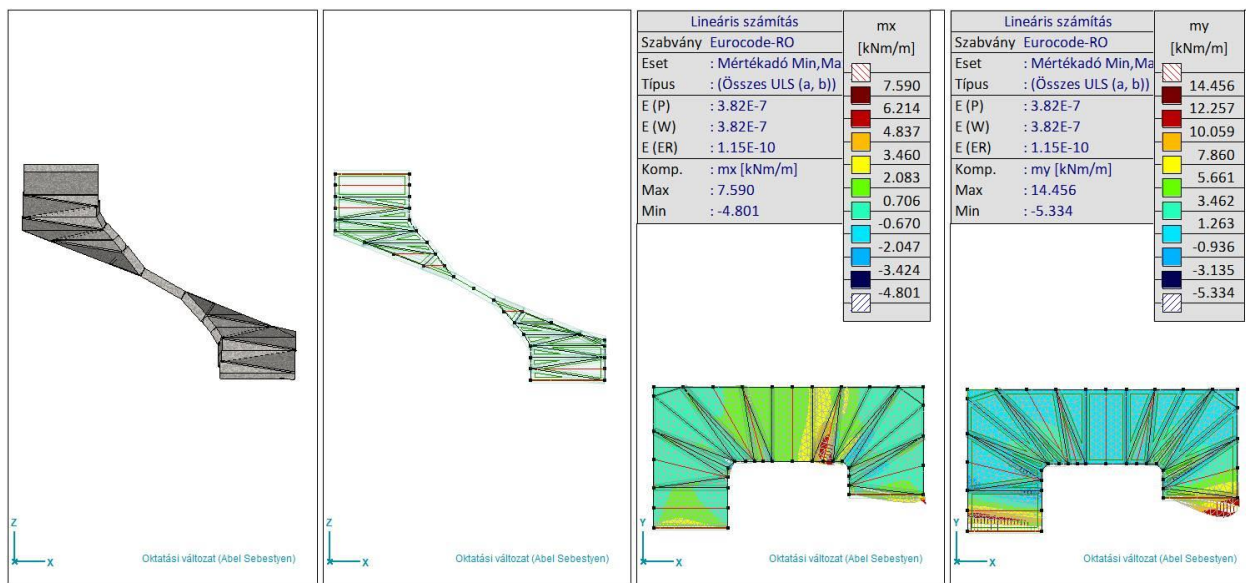 Z
X
Oktatási változat (Abel Sebestyen)
Z
X
Oktatási változat (Abel Sebestyen)
Lineáris számítás
Szabvány Eurocode-RO
Eset : Mértékadó Min,Ma
Típus : (Összes ULS (a, b))
E (P) : 3.82E-7
E (W) : 3.82E-7
E (ER) : 1.15E-10
Komp. : mx [kNm/m]
Max : 7.590
Min : -4.801
mx
[kNm/m]
7.590
6.214
4.837
3.460
2.083
0.706
-0.670
-2.047
-3.424
-4.801
Y
X
Oktatási változat (Abel Sebestyen)
Lineáris számítás
Szabvány Eurocode-RO
Eset : Mértékadó Min,Ma
Típus : (Összes ULS (a, b))
E (P) : 3.82E-7
E (W) : 3.82E-7
E (ER) : 1.15E-10
Komp. : my [kNm/m]
Max : 14.456
Min : -5.334
my
[kNm/m]
14.456
12.257
10.059
7.860
5.661
3.462
1.263
-0.936
-3.135
-5.334
Y
X
Oktatási változat (Abel Sebestyen)